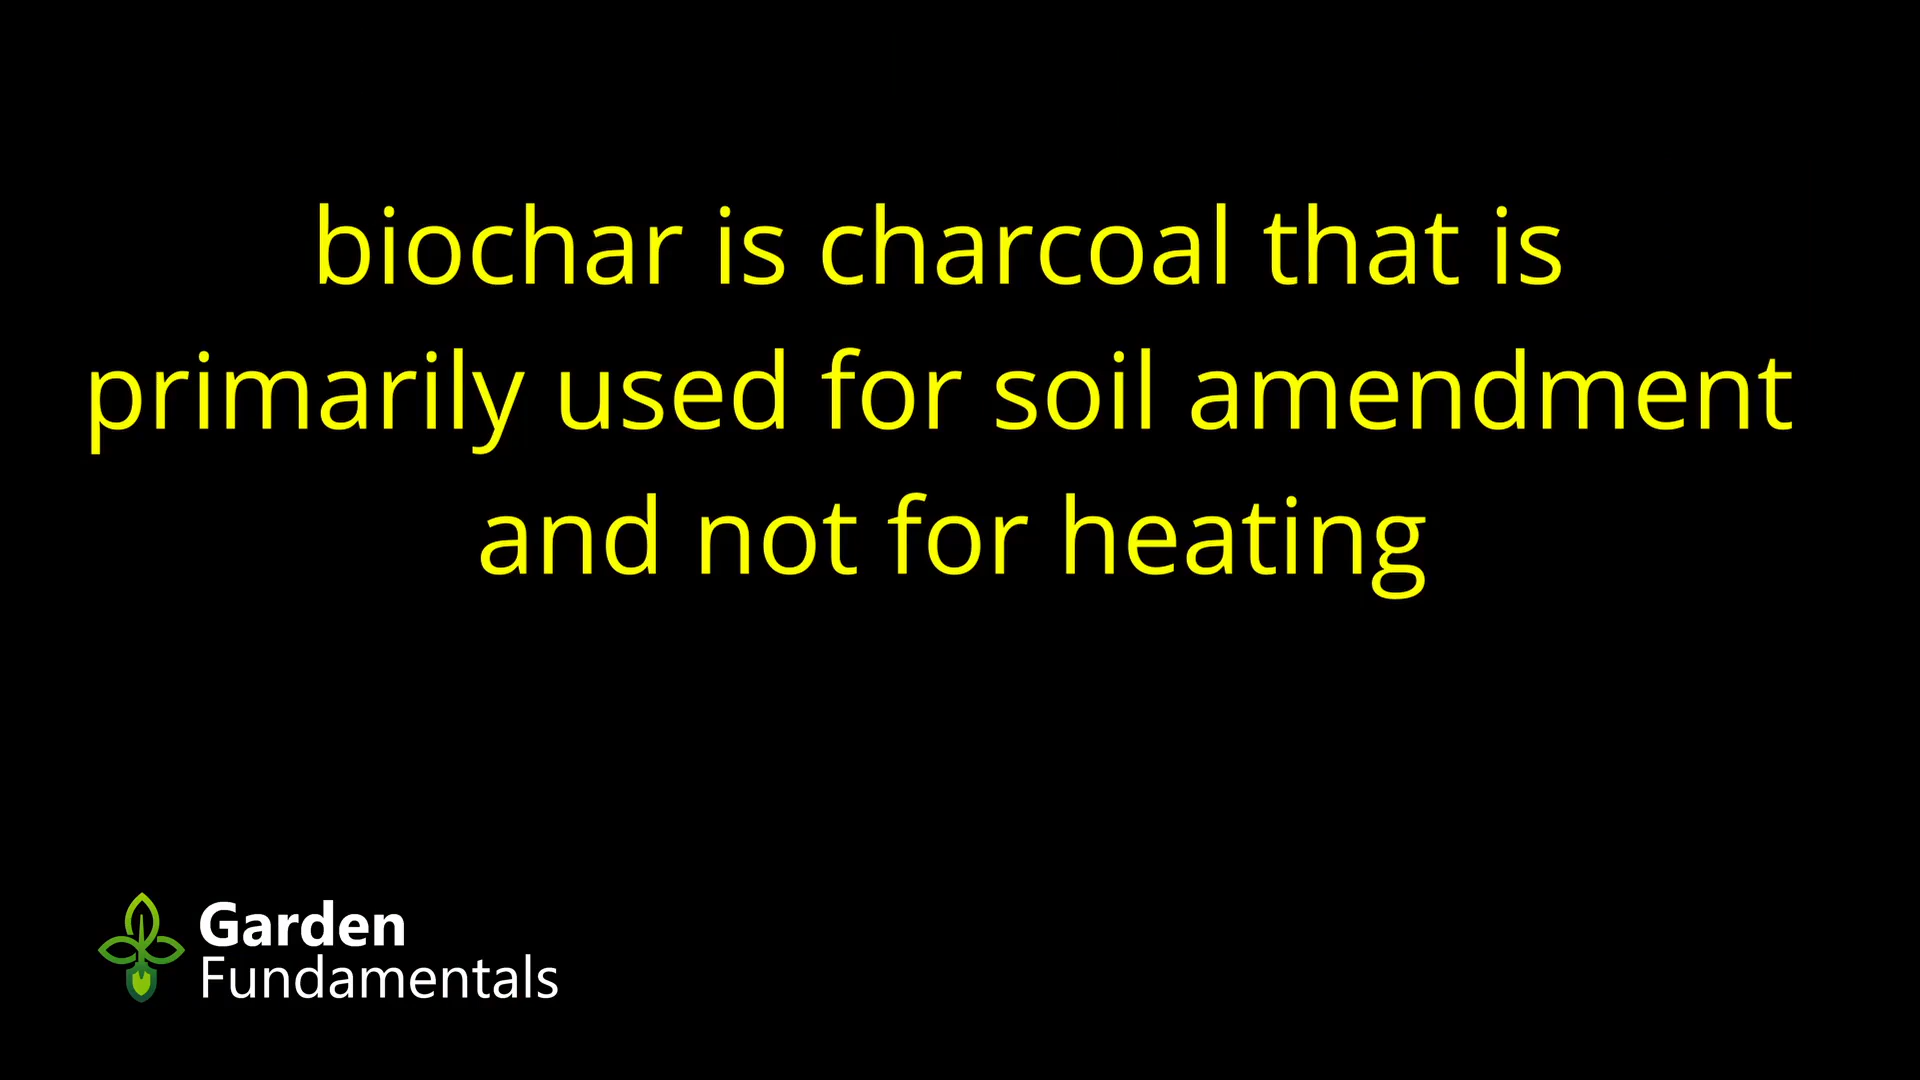 biochar is charcoal that is
primarily used for soil amendment
and not for heating
Garden
Fundamentals